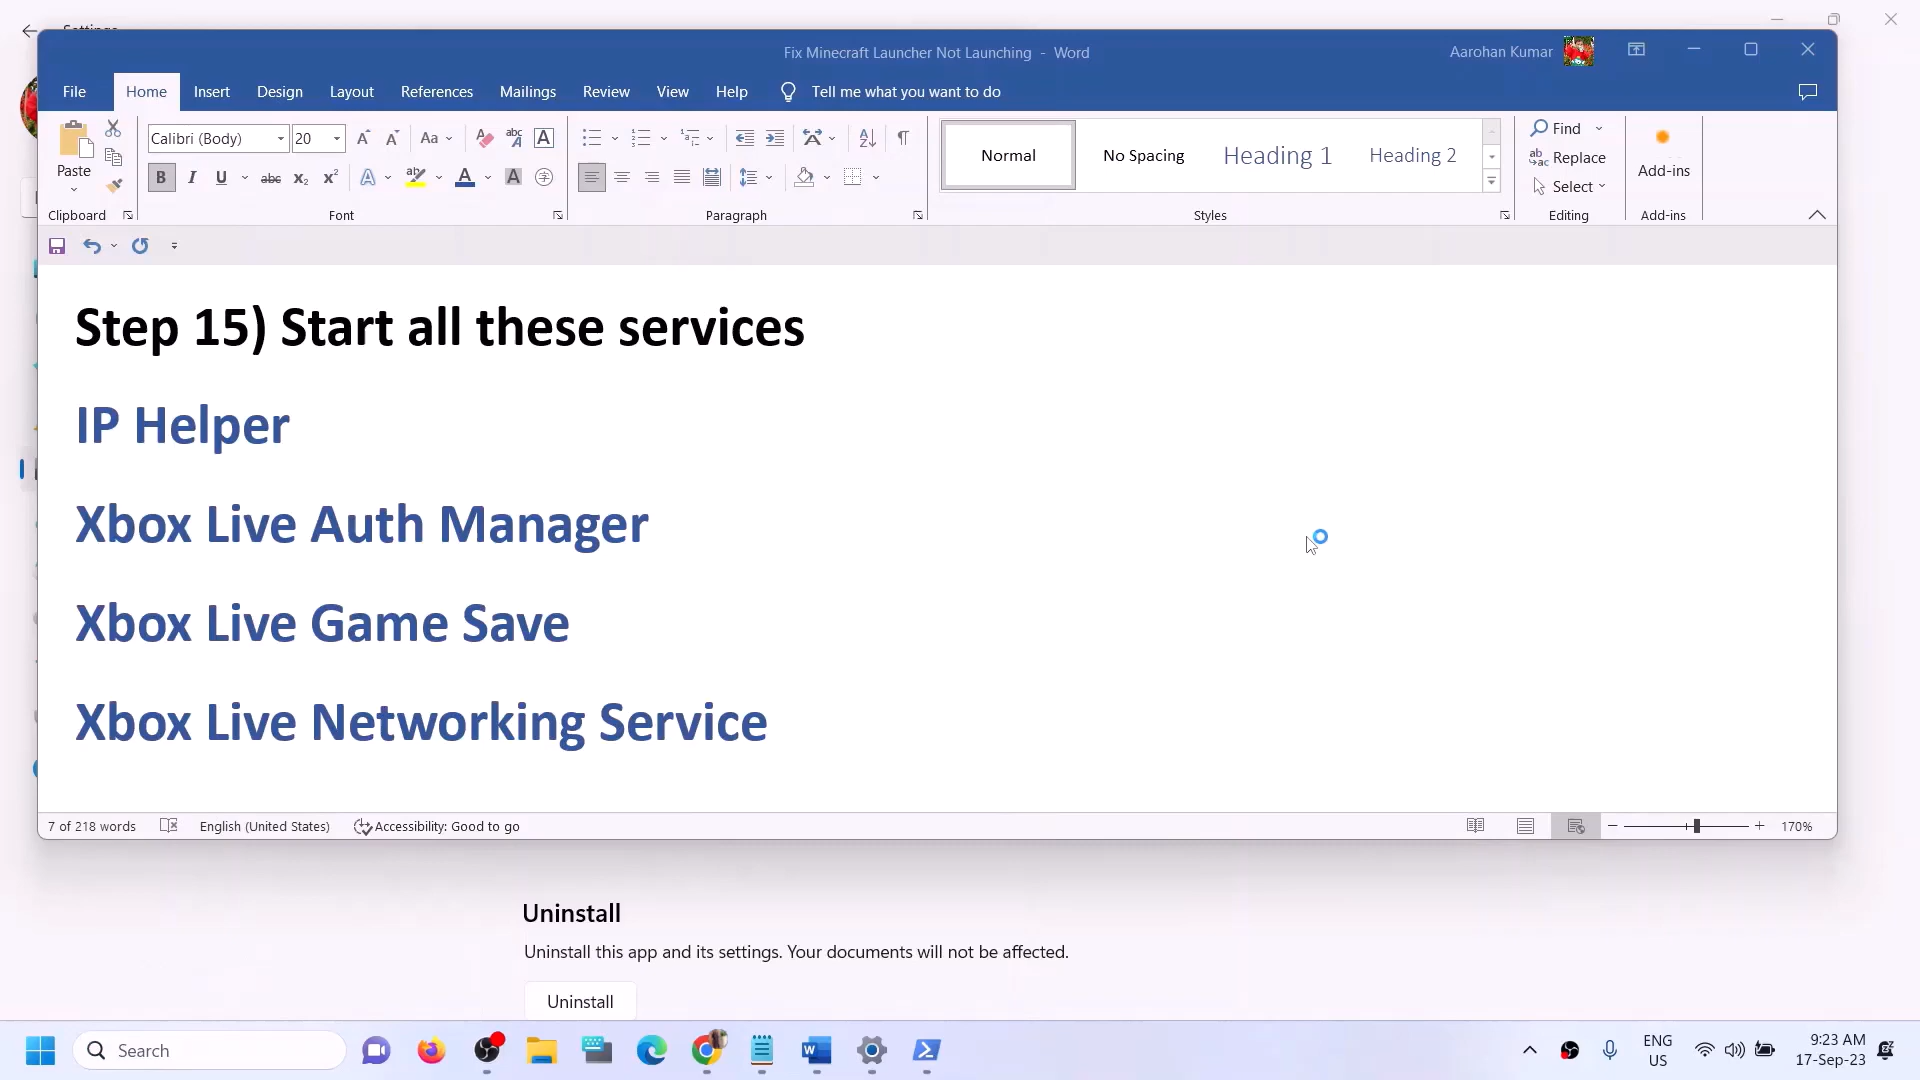 Settings
Fix Minecraft Launcher Not Launching - Word
Aarohan Kumar
File Home Insert Design Layout References Mailings Review View Help Tell me what you want to do
Calibri (Body) 20
Paste
Clipboard
Font
Paragraph
Normal
No Spacing
Heading 1
Heading 2
Styles
Find
Replace
Select
Editing
Add-ins
Add-ins
Step 15) Start all these services
IP Helper
Xbox Live Auth Manager
Xbox Live Game Save
Xbox Live Networking Service
7 of 218 words English (United States) Accessibility: Good to go 170%
Uninstall
Uninstall this app and its settings. Your documents will not be affected.
Uninstall
Search
ENG
US
9:23 AM
17-Sep-23